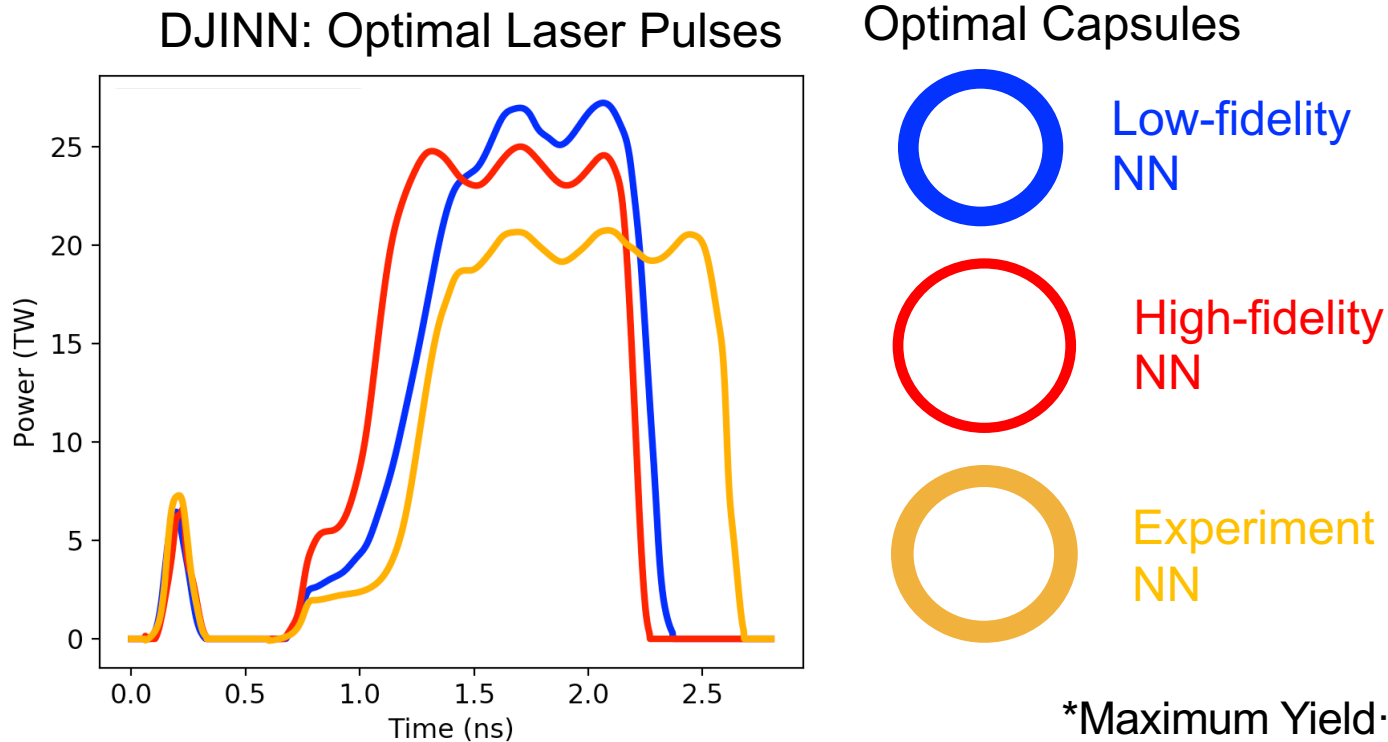 DJINN: Optimal Laser Pulses
Optimal Capsules
Power (TW)
25
20
15
10
5
0
0.0 0.5 1.0 1.5 2.0 2.5
Time (ns)
Low-fidelity
NN
High-fidelity
NN
Experiment
NN
*Maximum Yield·